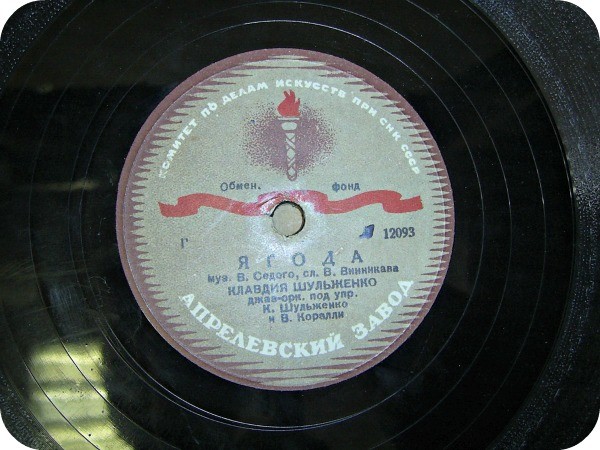 КОМИТЕТ ПО ДЕЛАМ ИСКУССТВ ПРИ СНК СССР
Обмен. фонд
Г 12093
ЯГОДА
муз. В. Седого, сл. В. Винникава
КЛАВДИЯ ШУЛЬЖЕНКО
джаз-орк. под упр.
К. Шульженко
и В. Коралли
АПРЕЛЕВСКИЙ ЗАВОД